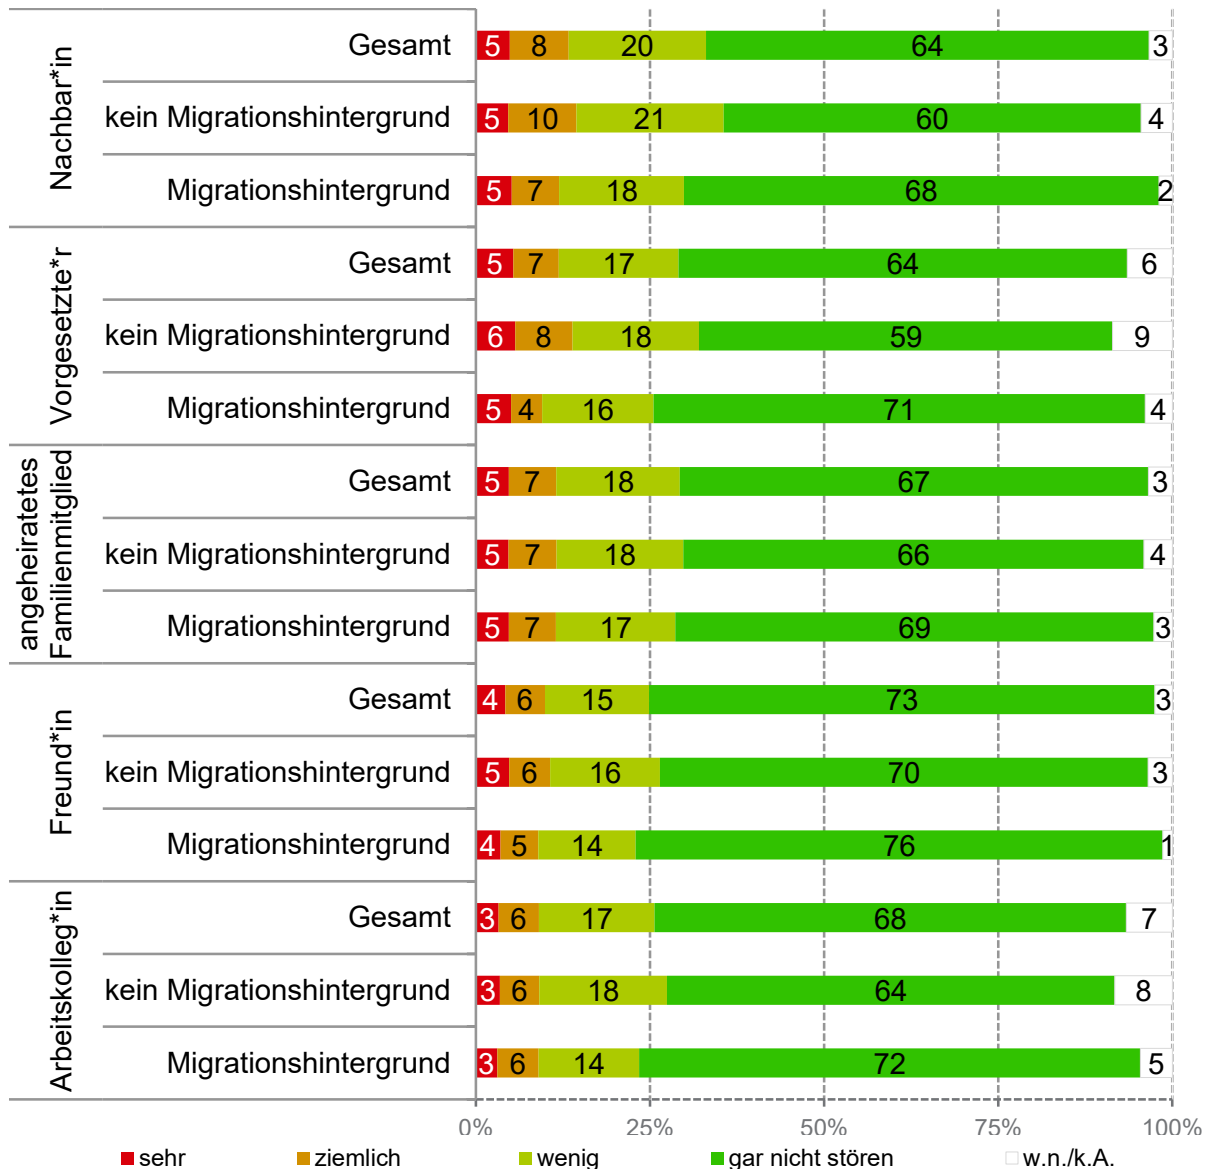 Nachbar*in
Gesamt 5 8 20 64 3
kein Migrationshintergrund 5 10 21 60 4
Migrationshintergrund 5 7 18 68 2
Vorgesetzte*r
Gesamt 5 7 17 64 6
kein Migrationshintergrund 6 8 18 59 9
Migrationshintergrund 5 4 16 71 4
angeheiratetes
Familienmitglied
Gesamt 5 7 18 67 3
kein Migrationshintergrund 5 7 18 66 4
Migrationshintergrund 5 7 17 69 3
Freund*in
Gesamt 4 6 15 73 3
kein Migrationshintergrund 5 6 16 70 3
Migrationshintergrund 4 5 14 76 1
Arbeitskolleg*in
Gesamt 3 6 17 68 7
kein Migrationshintergrund 3 6 18 64 8
Migrationshintergrund 3 6 14 72 5
0% 25% 50% 75% 100%
sehr ziemlich wenig gar nicht stören w.n./k.A.